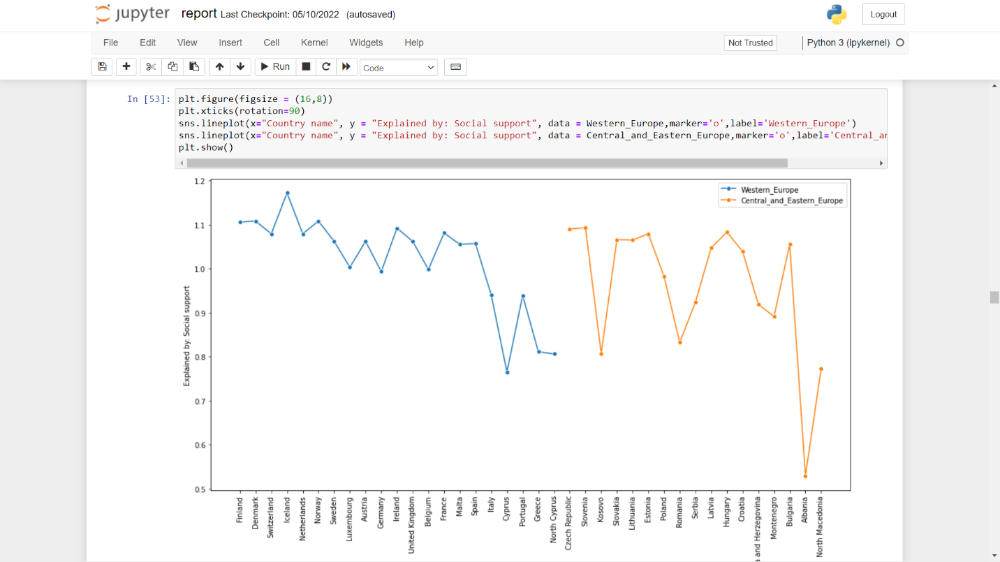 jupyter report Last Checkpoint: 05/10/2022 (autosaved)
Logout
File Edit View Insert Cell Kernel Widgets Help
Not Trusted
Python 3 (ipykernel)
Run
Code
In [53]:
plt.figure(figsize = (16,8))
plt.xticks(rotation=90)
sns.lineplot(x="Country name", y = "Explained by: Social support", data = Western_Europe,marker='o',label='Western_Europe')
sns.lineplot(x="Country name", y = "Explained by: Social support", data = Central_and_Eastern_Europe,marker='o',label='Central_an
plt.show()
Western_Europe
Central_and_Eastern_Europe
Explained by: Social support
1.2
1.1
1.0
0.9
0.8
0.7
0.6
0.5
Finland
Denmark
Switzerland
Iceland
Netherlands
Norway
Sweden
Luxembourg
Austria
Germany
Ireland
United Kingdom
Belgium
France
Malta
Spain
Italy
Cyprus
Portugal
Greece
North Cyprus
Czech Republic
Slovenia
Kosovo
Slovakia
Lithuania
Estonia
Poland
Romania
Serbia
Latvia
Hungary
Croatia
a and Herzegovina
Montenegro
Bulgaria
Albania
North Macedonia